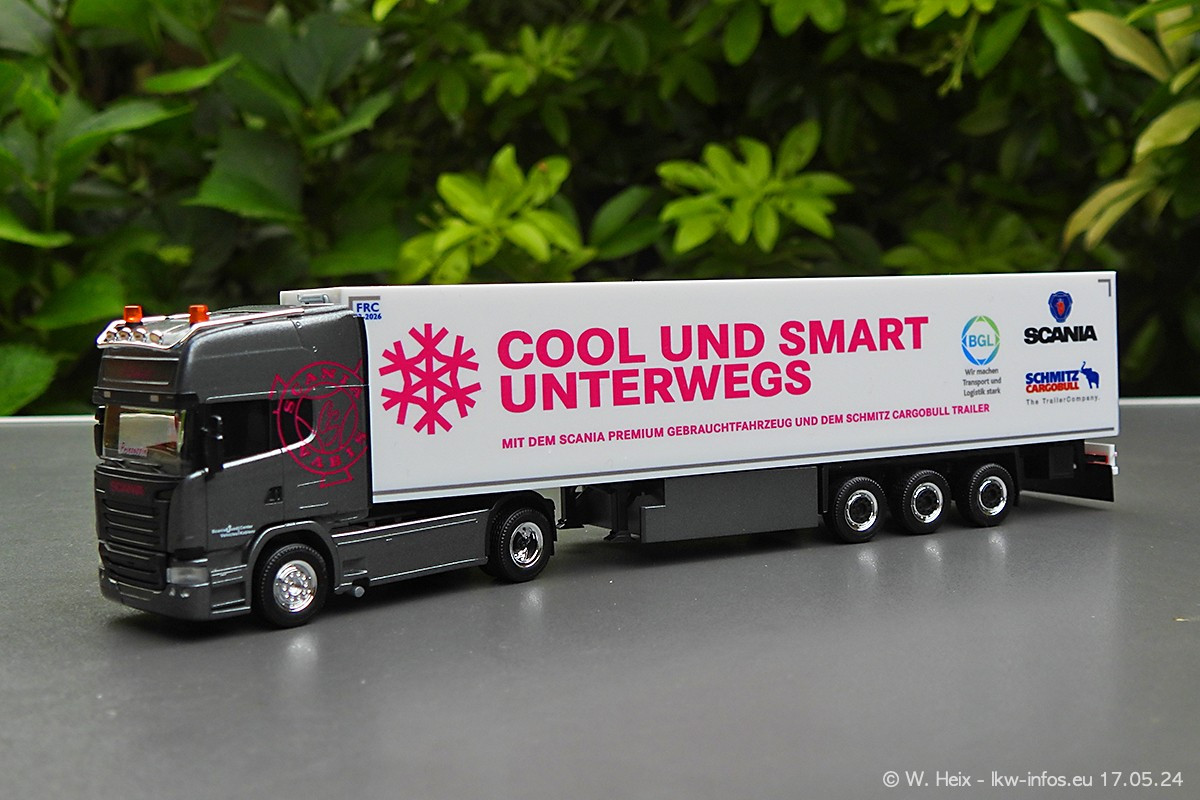 FRC
COOL UND SMART
UNTERWEGS
MIT DEM SCANIA PREMIUM GEBRAUCHTFAHRZEUG UND DEM SCHMITZ CARGOBULL TRAILER
BGL
Wir machen
Transport und
Logistik stark
SCANIA
SCHMITZ
CARGOBULL
The TrailerCompany.
SCANIA
© W. Heix - lkw-infos.eu 17.05.24